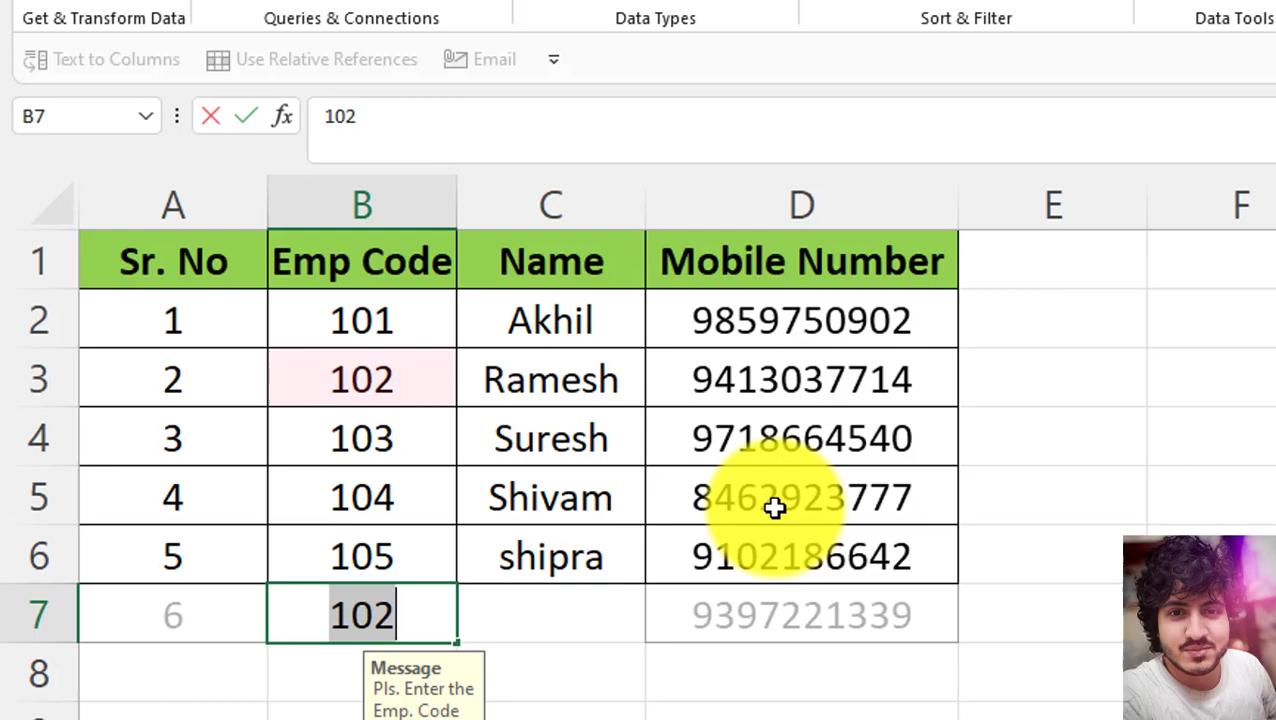 Get & Transform Data Queries & Connections Data Types Sort & Filter Data Tools
Text to Columns Use Relative References Email
B7 fx 102
A B C D E F
1 Sr. No Emp Code Name Mobile Number
2 1 101 Akhil 9859750902
3 2 102 Ramesh 9413037714
4 3 103 Suresh 9718664540
5 4 104 Shivam 8462923777
6 5 105 shipra 9102186642
7 6 102 9397221339
8
Message
Pls. Enter the
Emp. Code